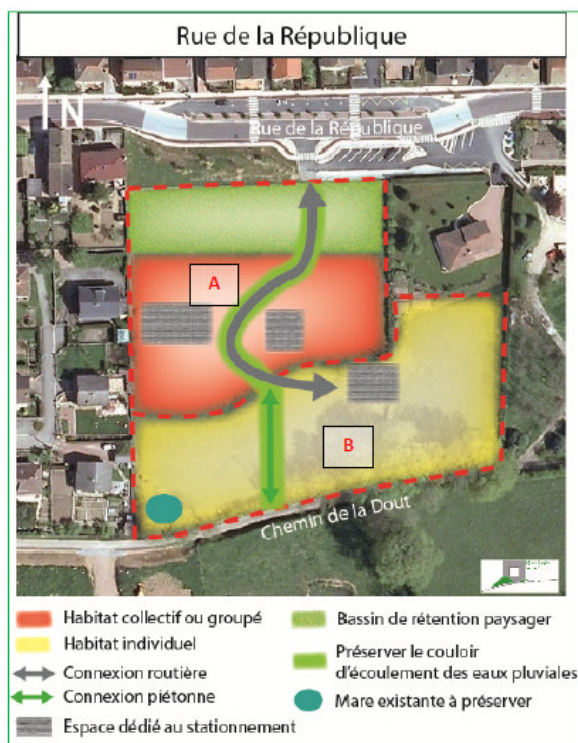 Rue de la République
N
Rue de la République
A
B
Chemin de la Dout
Habitat collectif ou groupé
Habitat individuel
Connexion routière
Connexion piétonne
Espace dédié au stationnement
Bassin de rétention paysager
Préserver le couloir
d'écoulement des eaux pluviales
Mare existante à préserver